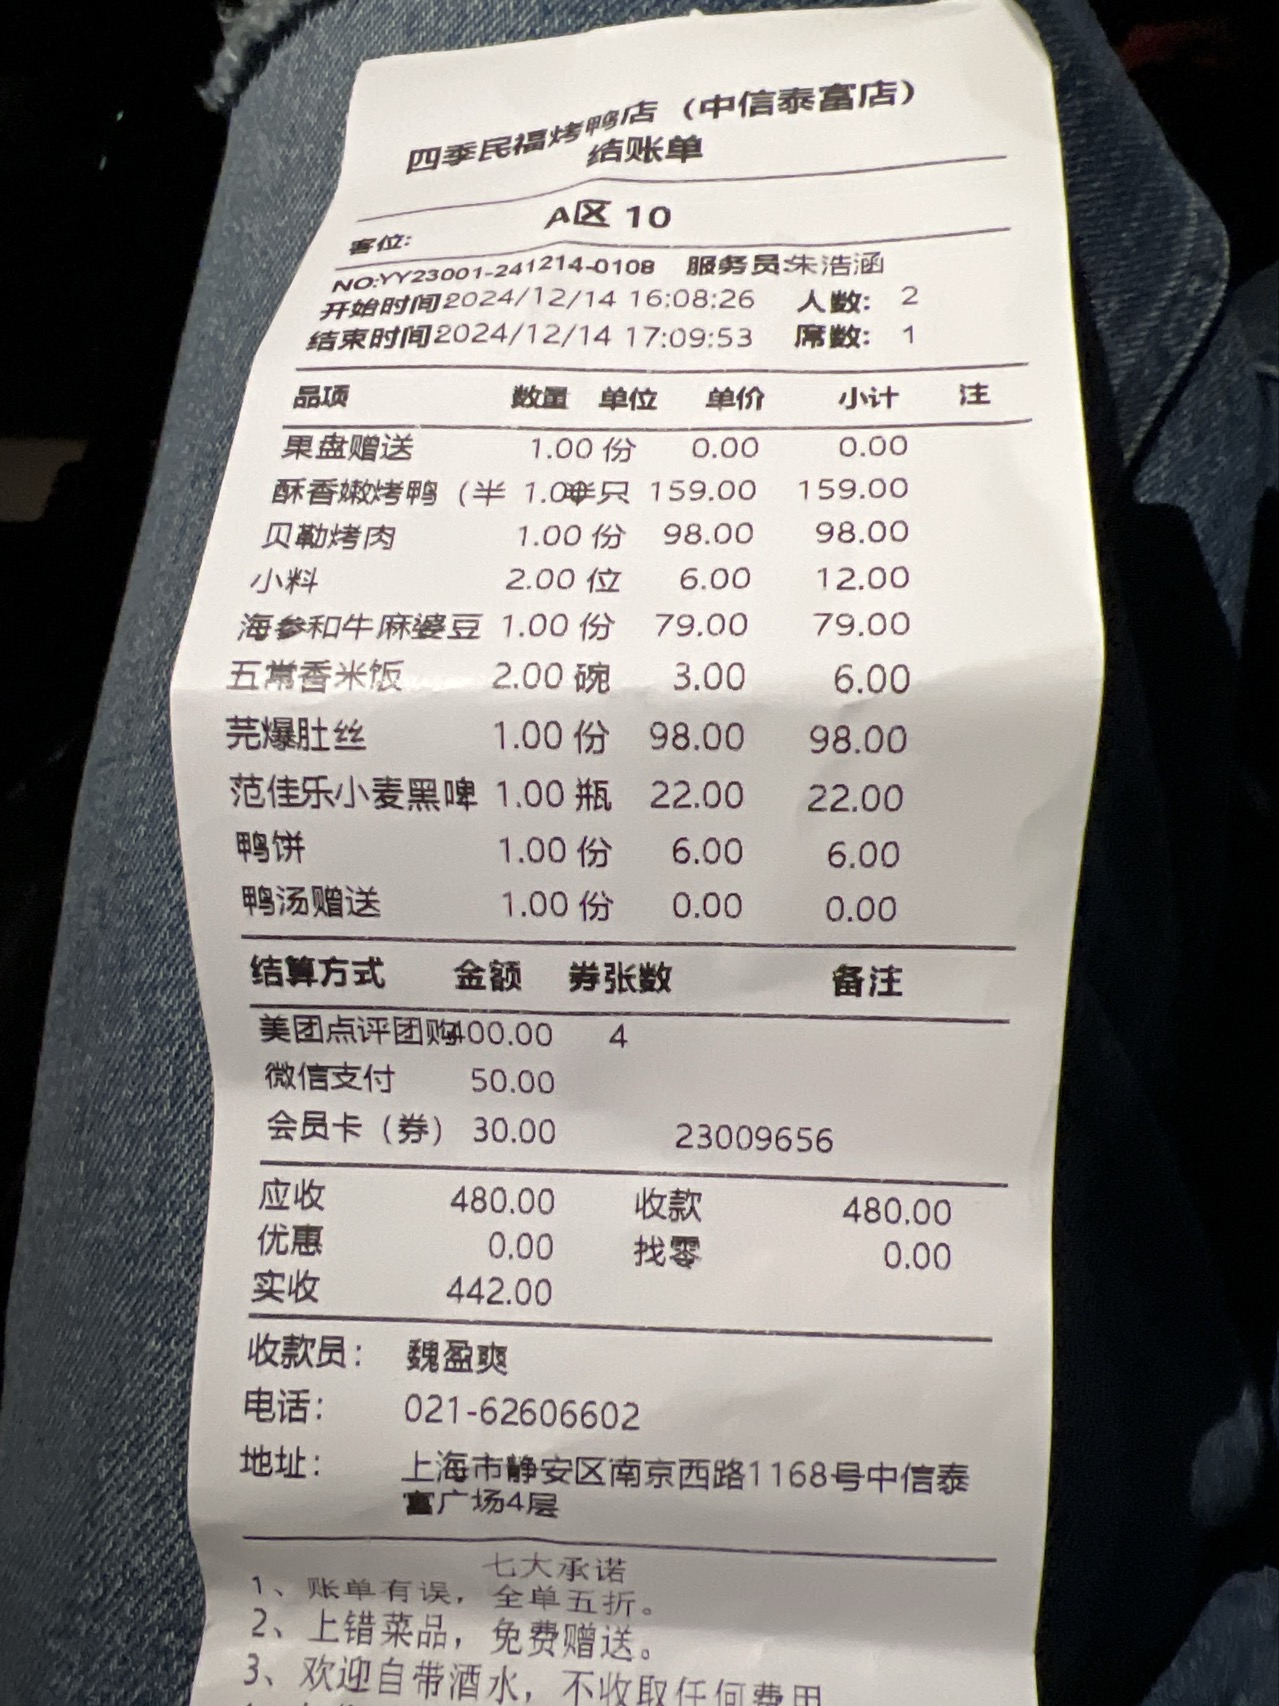 四季民福烤鸭店（中信泰富店）
结账单
客位: A区 10
NO:YY23001-241214-0108 服务员:朱浩涵
开始时间2024/12/14 16:08:26 人数: 2
结束时间2024/12/14 17:09:53 席数: 1
品项 数量 单位 单价 小计 注
果盘赠送 1.00 份 0.00 0.00
酥香嫩烤鸭（半 1.00半只 159.00 159.00
贝勒烤肉 1.00 份 98.00 98.00
小料 2.00 位 6.00 12.00
海参和牛麻婆豆 1.00 份 79.00 79.00
五常香米饭 2.00 碗 3.00 6.00
芫爆肚丝 1.00 份 98.00 98.00
范佳乐小麦黑啤 1.00 瓶 22.00 22.00
鸭饼 1.00 份 6.00 6.00
鸭汤赠送 1.00 份 0.00 0.00
结算方式 金额 券张数 备注
美团点评团购400.00 4
微信支付 50.00
会员卡（券） 30.00 23009656
应收 480.00 收款 480.00
优惠 0.00 找零 0.00
实收 442.00
收款员: 魏盈爽
电话: 021-62606602
地址: 上海市静安区南京西路1168号中信泰
富广场4层
七大承诺
1、账单有误，全单五折。
2、上错菜品，免费赠送。
3、欢迎自带酒水，不收取任何费用